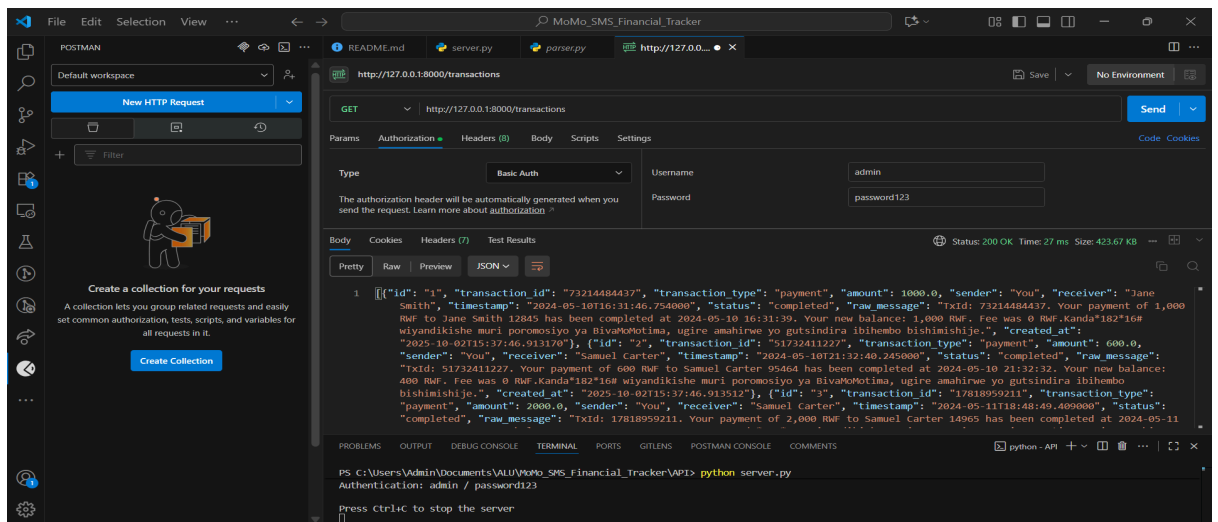 File Edit Selection View ... MoMo_SMS_Financial_Tracker
POSTMAN
README.md server.py parser.py http://127.0.0....
Default workspace
New HTTP Request
Filter
Create a collection for your requests
A collection lets you group related requests and easily
set common authorization, tests, scripts, and variables for
all requests in it.
Create Collection
http://127.0.0.1:8000/transactions Save No Environment
GET http://127.0.0.1:8000/transactions Send
Params Authorization Headers (8) Body Scripts Settings Code Cookies
Type Basic Auth Username admin
The authorization header will be automatically generated when you Password password123
send the request. Learn more about authorization
Body Cookies Headers (7) Test Results Status: 200 OK Time: 27 ms Size: 423.67 KB
Pretty Raw Preview JSON
1 [{"id": "1", "transaction_id": "73214484437", "transaction_type": "payment", "amount": 1000.0, "sender": "You", "receiver": "Jane
Smith", "timestamp": "2024-05-10T16:31:46.754000", "status": "completed", "raw_message": "TxId: 73214484437. Your payment of 1,000
RWF to Jane Smith 12845 has been completed at 2024-05-10 16:31:39. Your new balance: 1,000 RWF. Fee was 0 RWF.Kanda*182*16#
wiyandikishe muri poromosiyo ya BivaMoMotima, ugire amahirwe yo gutsindira ibihembo bishimishije.", "created_at":
"2025-10-02T15:37:46.913170"}, {"id": "2", "transaction_id": "51732411227", "transaction_type": "payment", "amount": 600.0,
"sender": "You", "receiver": "Samuel Carter", "timestamp": "2024-05-10T21:32:40.245000", "status": "completed", "raw_message":
"TxId: 51732411227. Your payment of 600 RWF to Samuel Carter 95464 has been completed at 2024-05-10 21:32:32. Your new balance:
400 RWF. Fee was 0 RWF.Kanda*182*16# wiyandikishe muri poromosiyo ya BivaMoMotima, ugire amahirwe yo gutsindira ibihembo
bishimishije.", "created_at": "2025-10-02T15:37:46.913512"}, {"id": "3", "transaction_id": "17818959211", "transaction_type":
"payment", "amount": 2000.0, "sender": "You", "receiver": "Samuel Carter", "timestamp": "2024-05-11T18:48:49.409000", "status":
"completed", "raw_message": "TxId: 17818959211. Your payment of 2,000 RWF to Samuel Carter 14965 has been completed at 2024-05-11
PROBLEMS OUTPUT DEBUG CONSOLE TERMINAL PORTS GITLENS POSTMAN CONSOLE COMMENTS python - API
PS C:\Users\Admin\Documents\ALU\MoMo_SMS_Financial_Tracker\API> python server.py
Authentication: admin / password123
Press Ctrl+C to stop the server